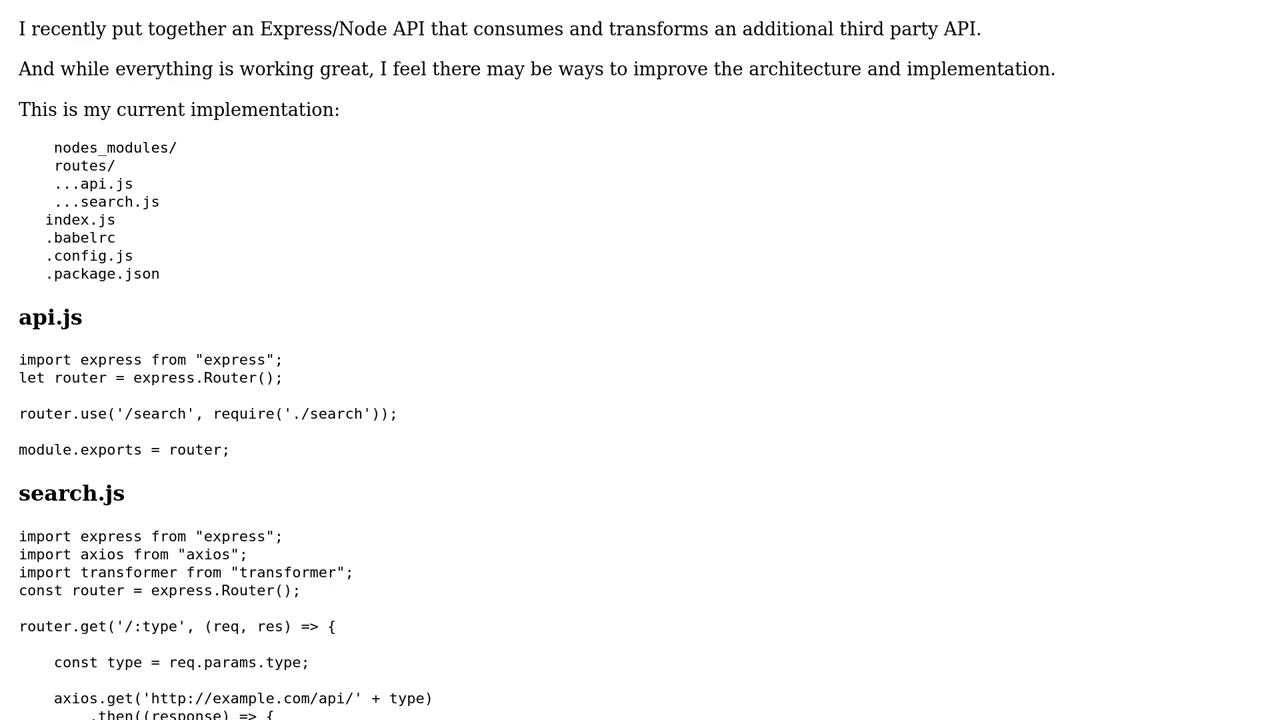 I recently put together an Express/Node API that consumes and transforms an additional third party API.
And while everything is working great, I feel there may be ways to improve the architecture and implementation.
This is my current implementation:
nodes_modules/
routes/
...api.js
...search.js
index.js
.babelrc
.config.js
.package.json
api.js
import express from "express";
let router = express.Router();
router.use('/search', require('./search'));
module.exports = router;
search.js
import express from "express";
import axios from "axios";
import transformer from "transformer";
const router = express.Router();
router.get('/:type', (req, res) => {
const type = req.params.type;
axios.get('http://example.com/api/' + type)
.then((response) => {